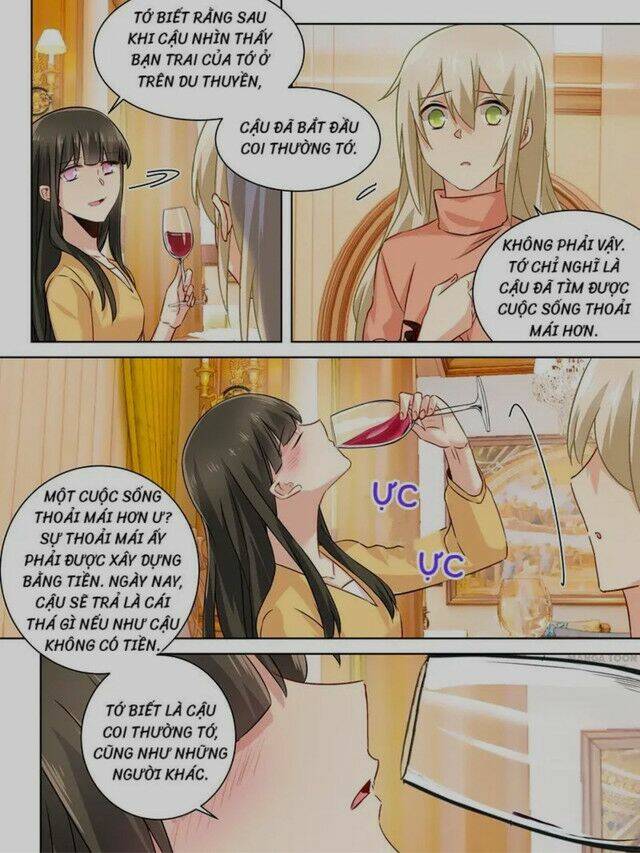 TỚ BIẾT RẰNG SAU
KHI CẬU NHÌN THẤY
BẠN TRAI CỦA TỚ Ở
TRÊN DU THUYỀN,
CẬU ĐÃ BẮT ĐẦU
COI THƯỜNG TỚ.
KHÔNG PHẢI VẬY.
TỚ CHỈ NGHĨ LÀ
CẬU ĐÃ TÌM ĐƯỢC
CUỘC SỐNG THOẢI
MÁI HƠN.
ỰC
ỰC
MỘT CUỘC SỐNG
THOẢI MÁI HƠN Ư?
SỰ THOẢI MÁI ẤY
PHẢI ĐƯỢC XÂY DỰNG
BẰNG TIỀN. NGÀY NAY,
CẬU SẼ TRẢ LÀ CÁI
THÁ GÌ NẾU NHƯ CẬU
KHÔNG CÓ TIỀN.
MANGA TOON
TỚ BIẾT LÀ CẬU
COI THƯỜNG TỚ,
CŨNG NHƯ NHỮNG
NGƯỜI KHÁC.